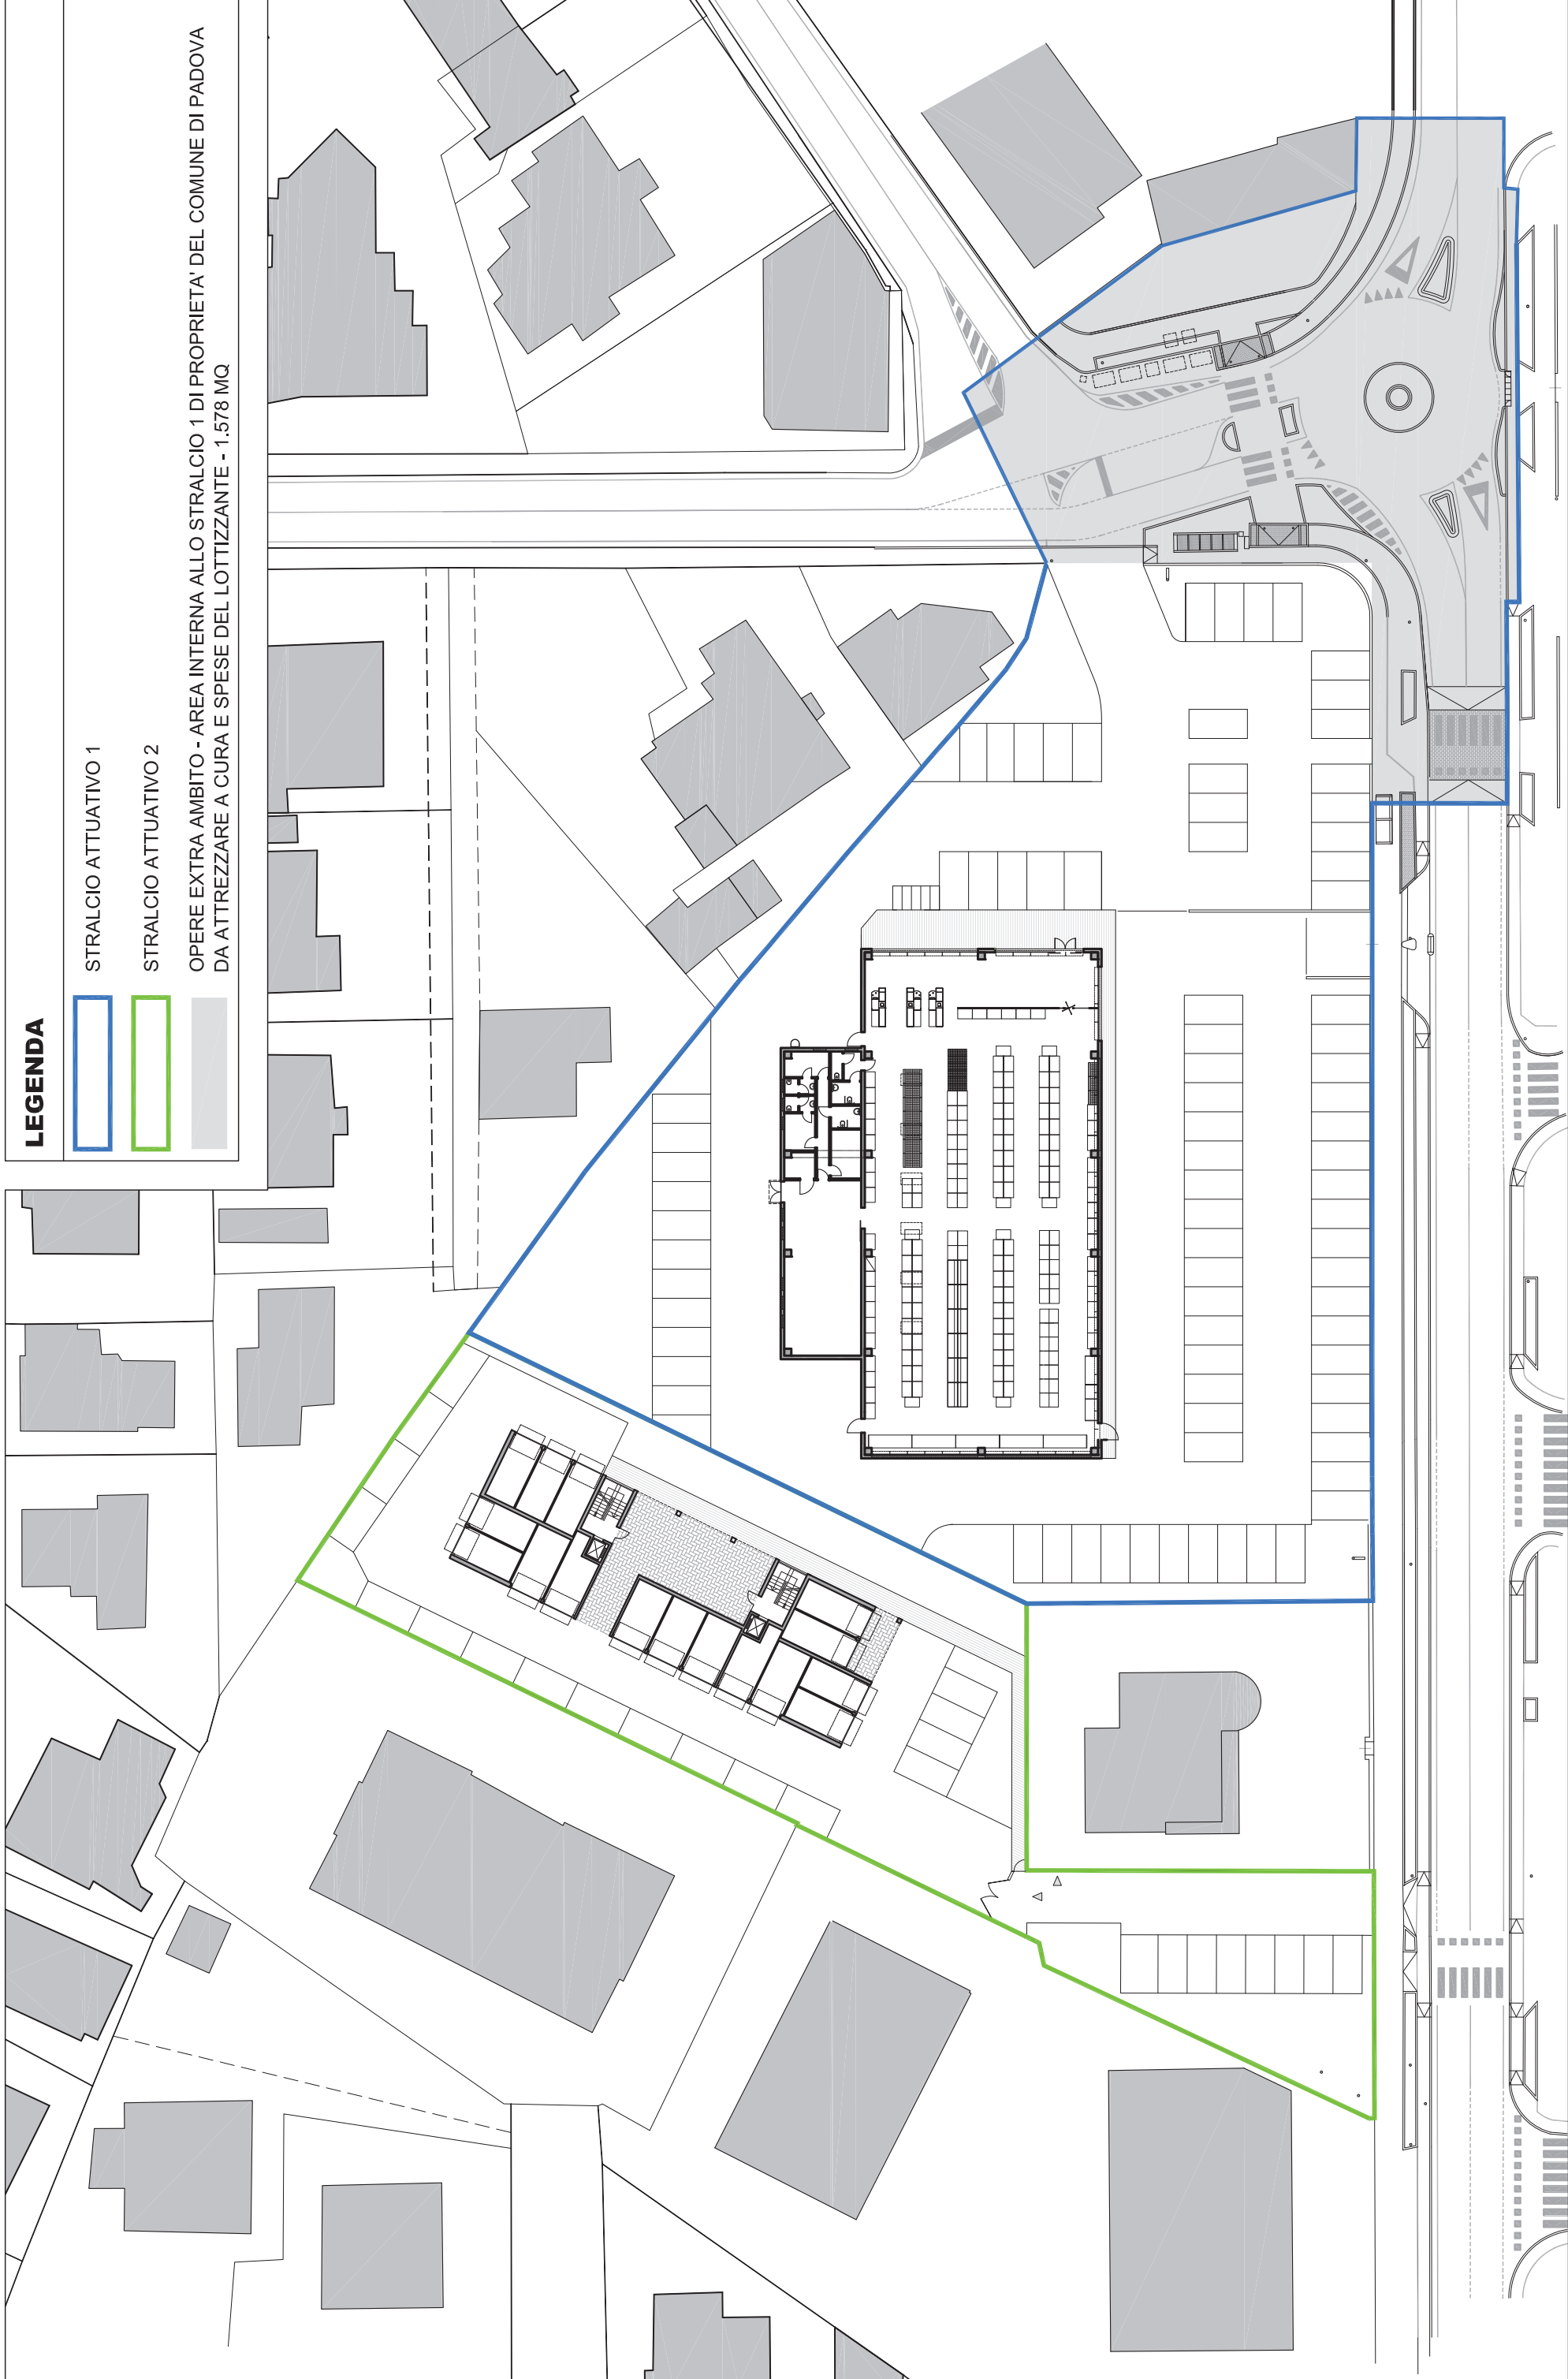 LEGENDA
STRALCIO ATTUATIVO 1
STRALCIO ATTUATIVO 2
OPERE EXTRA AMBITO - AREA INTERNA ALLO STRALCIO 1 DI PROPRIETA' DEL COMUNE DI PADOVA
DA ATTREZZARE A CURA E SPESE DEL LOTTIZZANTE - 1.578 MQ